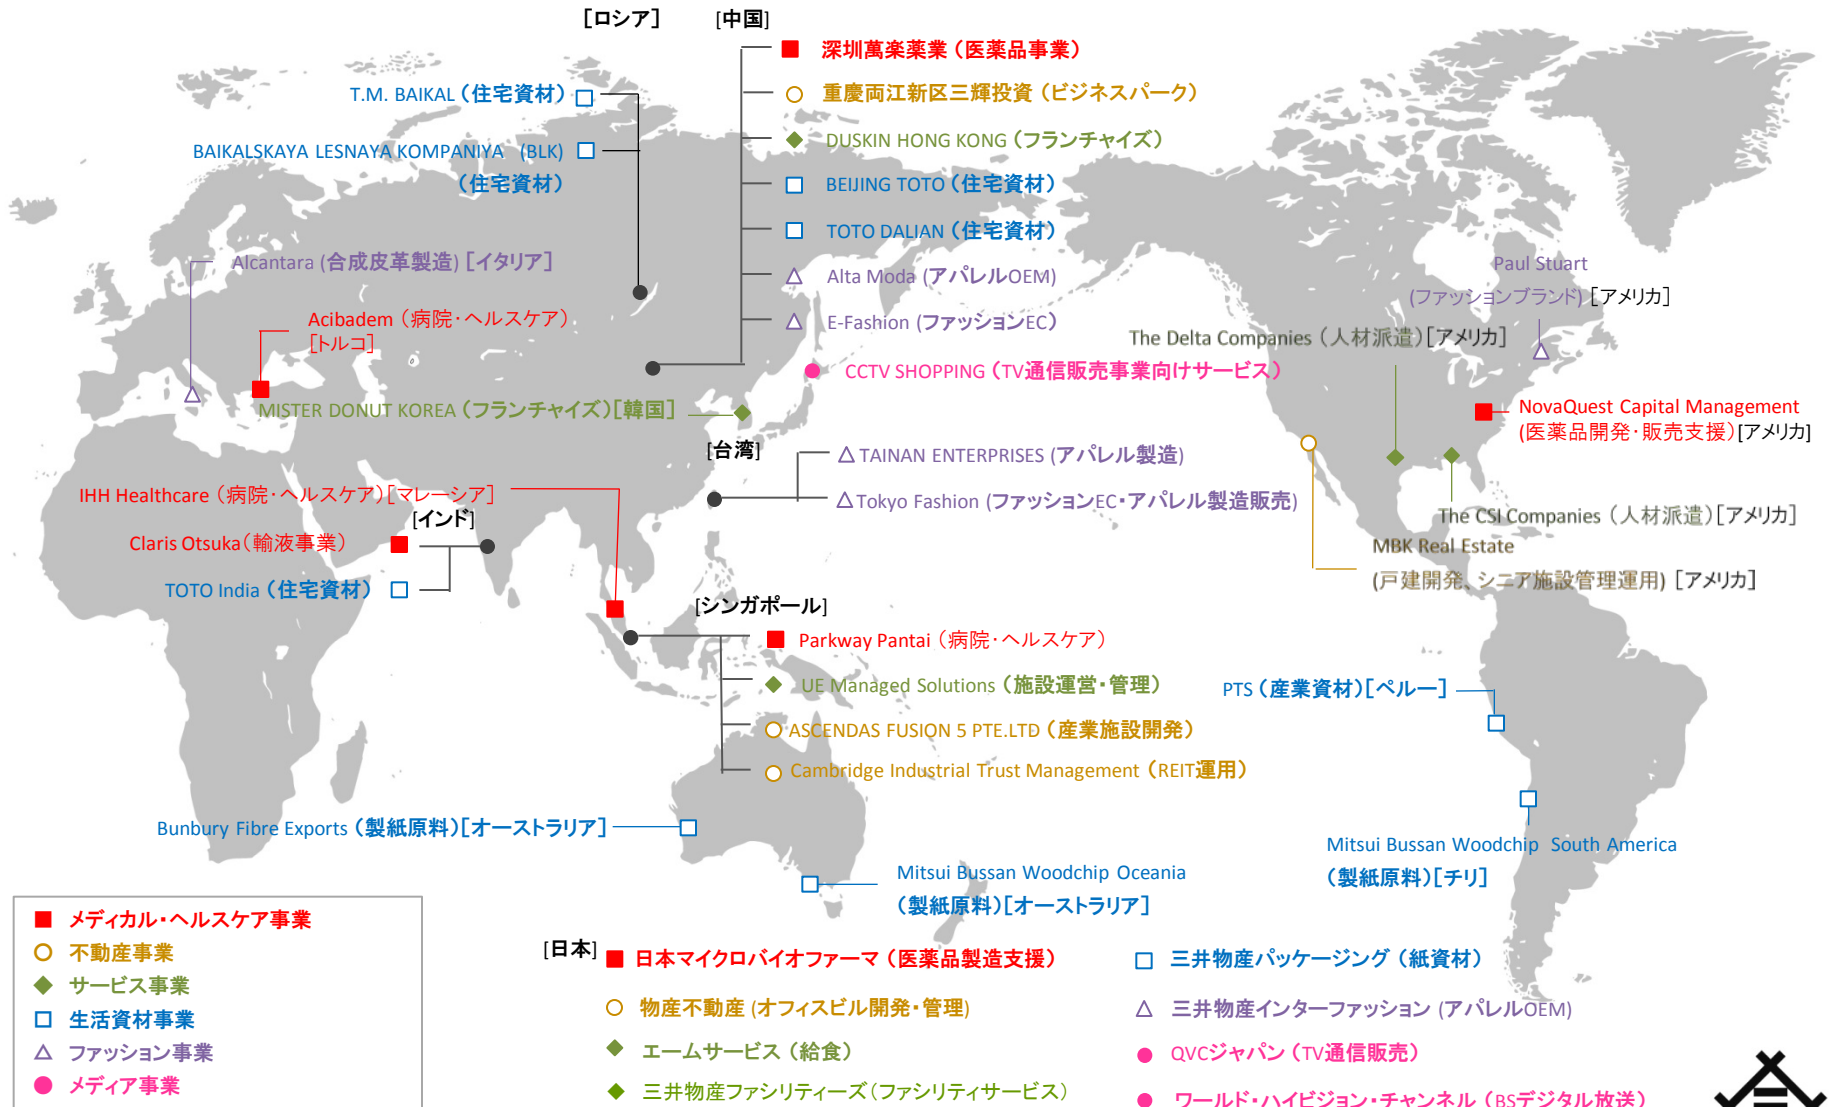 [ロシア]
T.M. BAIKAL（住宅資材）
BAIKALSKAYA LESNAYA KOMPANIYA (BLK)
（住宅資材）
[中国]
深圳萬楽薬業（医薬品事業）
重慶両江新区三輝投資（ビジネスパーク）
DUSKIN HONG KONG（フランチャイズ）
BEIJING TOTO（住宅資材）
TOTO DALIAN（住宅資材）
Alta Moda (アパレルOEM)
E-Fashion (ファッションEC）
CCTV SHOPPING（TV通信販売事業向けサービス）
Alcantara (合成皮革製造) [イタリア]
Acibadem（病院・ヘルスケア）
[トルコ]
MISTER DONUT KOREA（フランチャイズ）[韓国]
[台湾]
TAINAN ENTERPRISES (アパレル製造)
Tokyo Fashion (ファッションEC・アパレル製造販売)
IHH Healthcare（病院・ヘルスケア）[マレーシア]
[インド]
Claris Otsuka（輸液事業）
TOTO India（住宅資材）
[シンガポール]
Parkway Pantai（病院・ヘルスケア）
UE Managed Solutions（施設運営・管理）
ASCENDAS FUSION 5 PTE.LTD（産業施設開発）
Cambridge Industrial Trust Management（REIT運用）
Bunbury Fibre Exports（製紙原料）[オーストラリア]
Mitsui Bussan Woodchip Oceania
（製紙原料）[オーストラリア]
Paul Stuart
(ファッションブランド) [アメリカ]
The Delta Companies（人材派遣）[アメリカ]
NovaQuest Capital Management
(医薬品開発・販売支援）[アメリカ]
The CSI Companies（人材派遣）[アメリカ]
MBK Real Estate
(戸建開発、シニア施設管理運用) [アメリカ]
PTS（産業資材）[ペルー]
Mitsui Bussan Woodchip South America
（製紙原料）[チリ]
メディカル・ヘルスケア事業
不動産事業
サービス事業
生活資材事業
ファッション事業
メディア事業
[日本]
日本マイクロバイオファーマ（医薬品製造支援）
物産不動産 (オフィスビル開発・管理)
エームサービス（給食）
三井物産ファシリティーズ（ファシリティサービス）
三井物産パッケージング（紙資材）
三井物産インターファッション (アパレルOEM)
QVCジャパン（TV通信販売）
ワールド・ハイビジョン・チャンネル（BSデジタル放送）